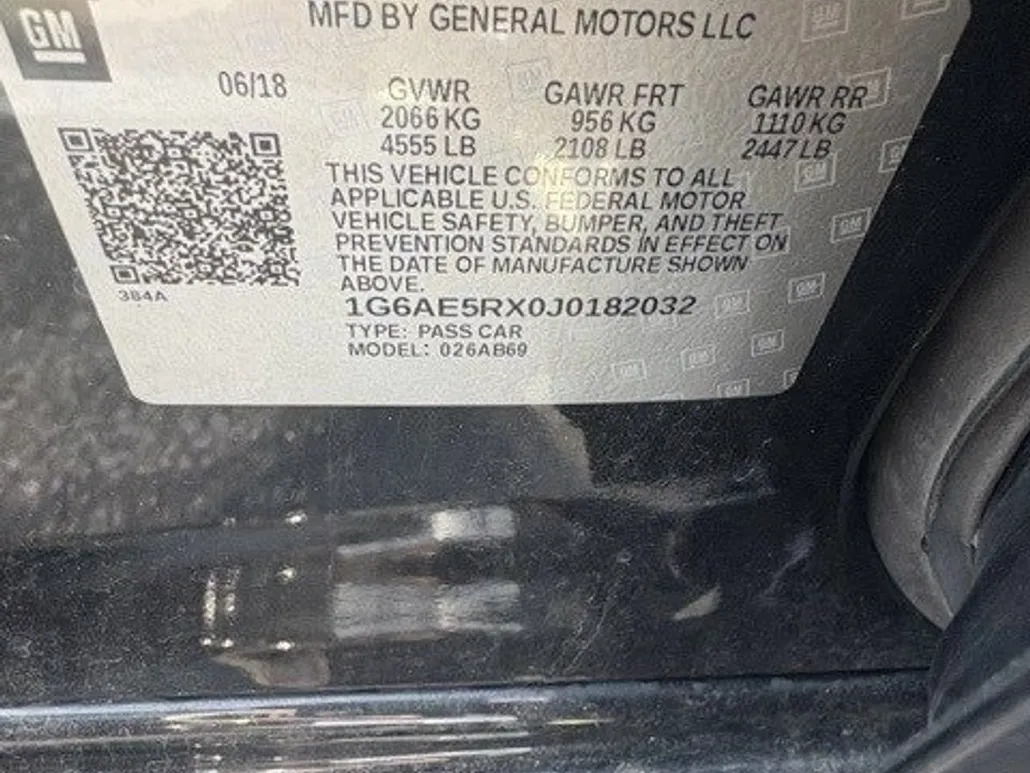 GM
MFD BY GENERAL MOTORS LLC
06/18 GVWR GAWR FRT GAWR RR
2066 KG 956 KG 1110 KG
4555 LB 2108 LB 2447 LB
THIS VEHICLE CONFORMS TO ALL
APPLICABLE U.S. FEDERAL MOTOR
VEHICLE SAFETY, BUMPER, AND THEFT
PREVENTION STANDARDS IN EFFECT ON
THE DATE OF MANUFACTURE SHOWN
ABOVE.
384A
1G6AE5RX0J0182032
TYPE: PASS CAR
MODEL: 026AB69